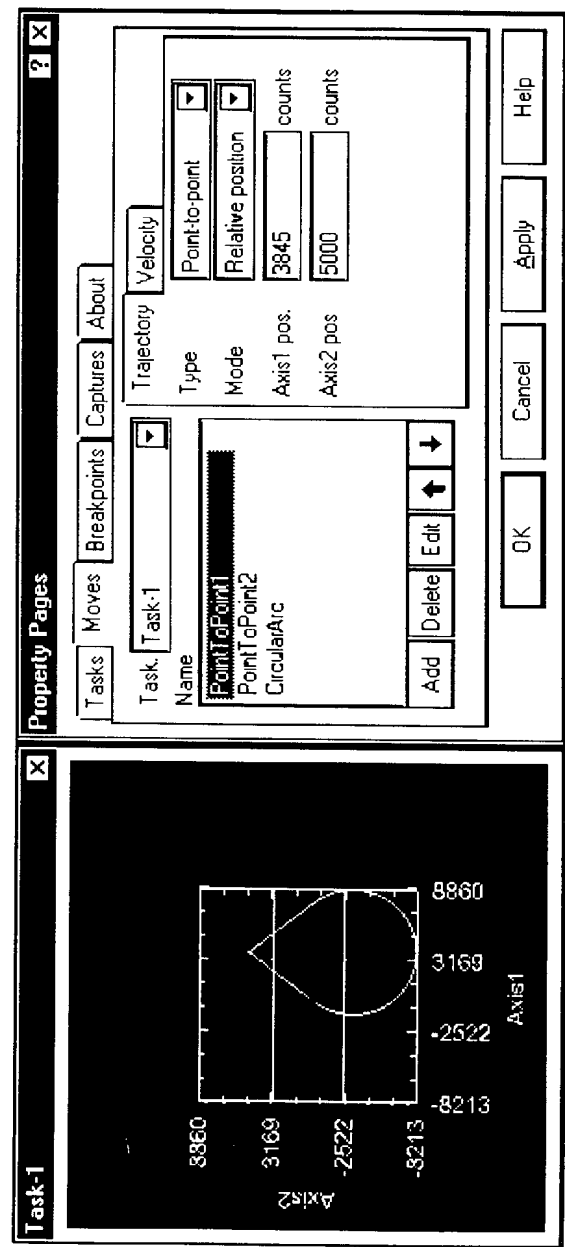 Task-1
8860
3169
-2522
-8213
Axis2
-8213
-2522
3169
8860
Axis1
Property Pages
Tasks Moves Breakpoints Captures About
Task. Task-1
Name
PointToPoint1
PointToPoint2
CircularArc
Add Delete Edit
Trajectory Velocity
Type Point-to-point
Mode Relative position
Axis1 pos. 3845 counts
Axis2 pos 5000 counts
OK Cancel Apply Help